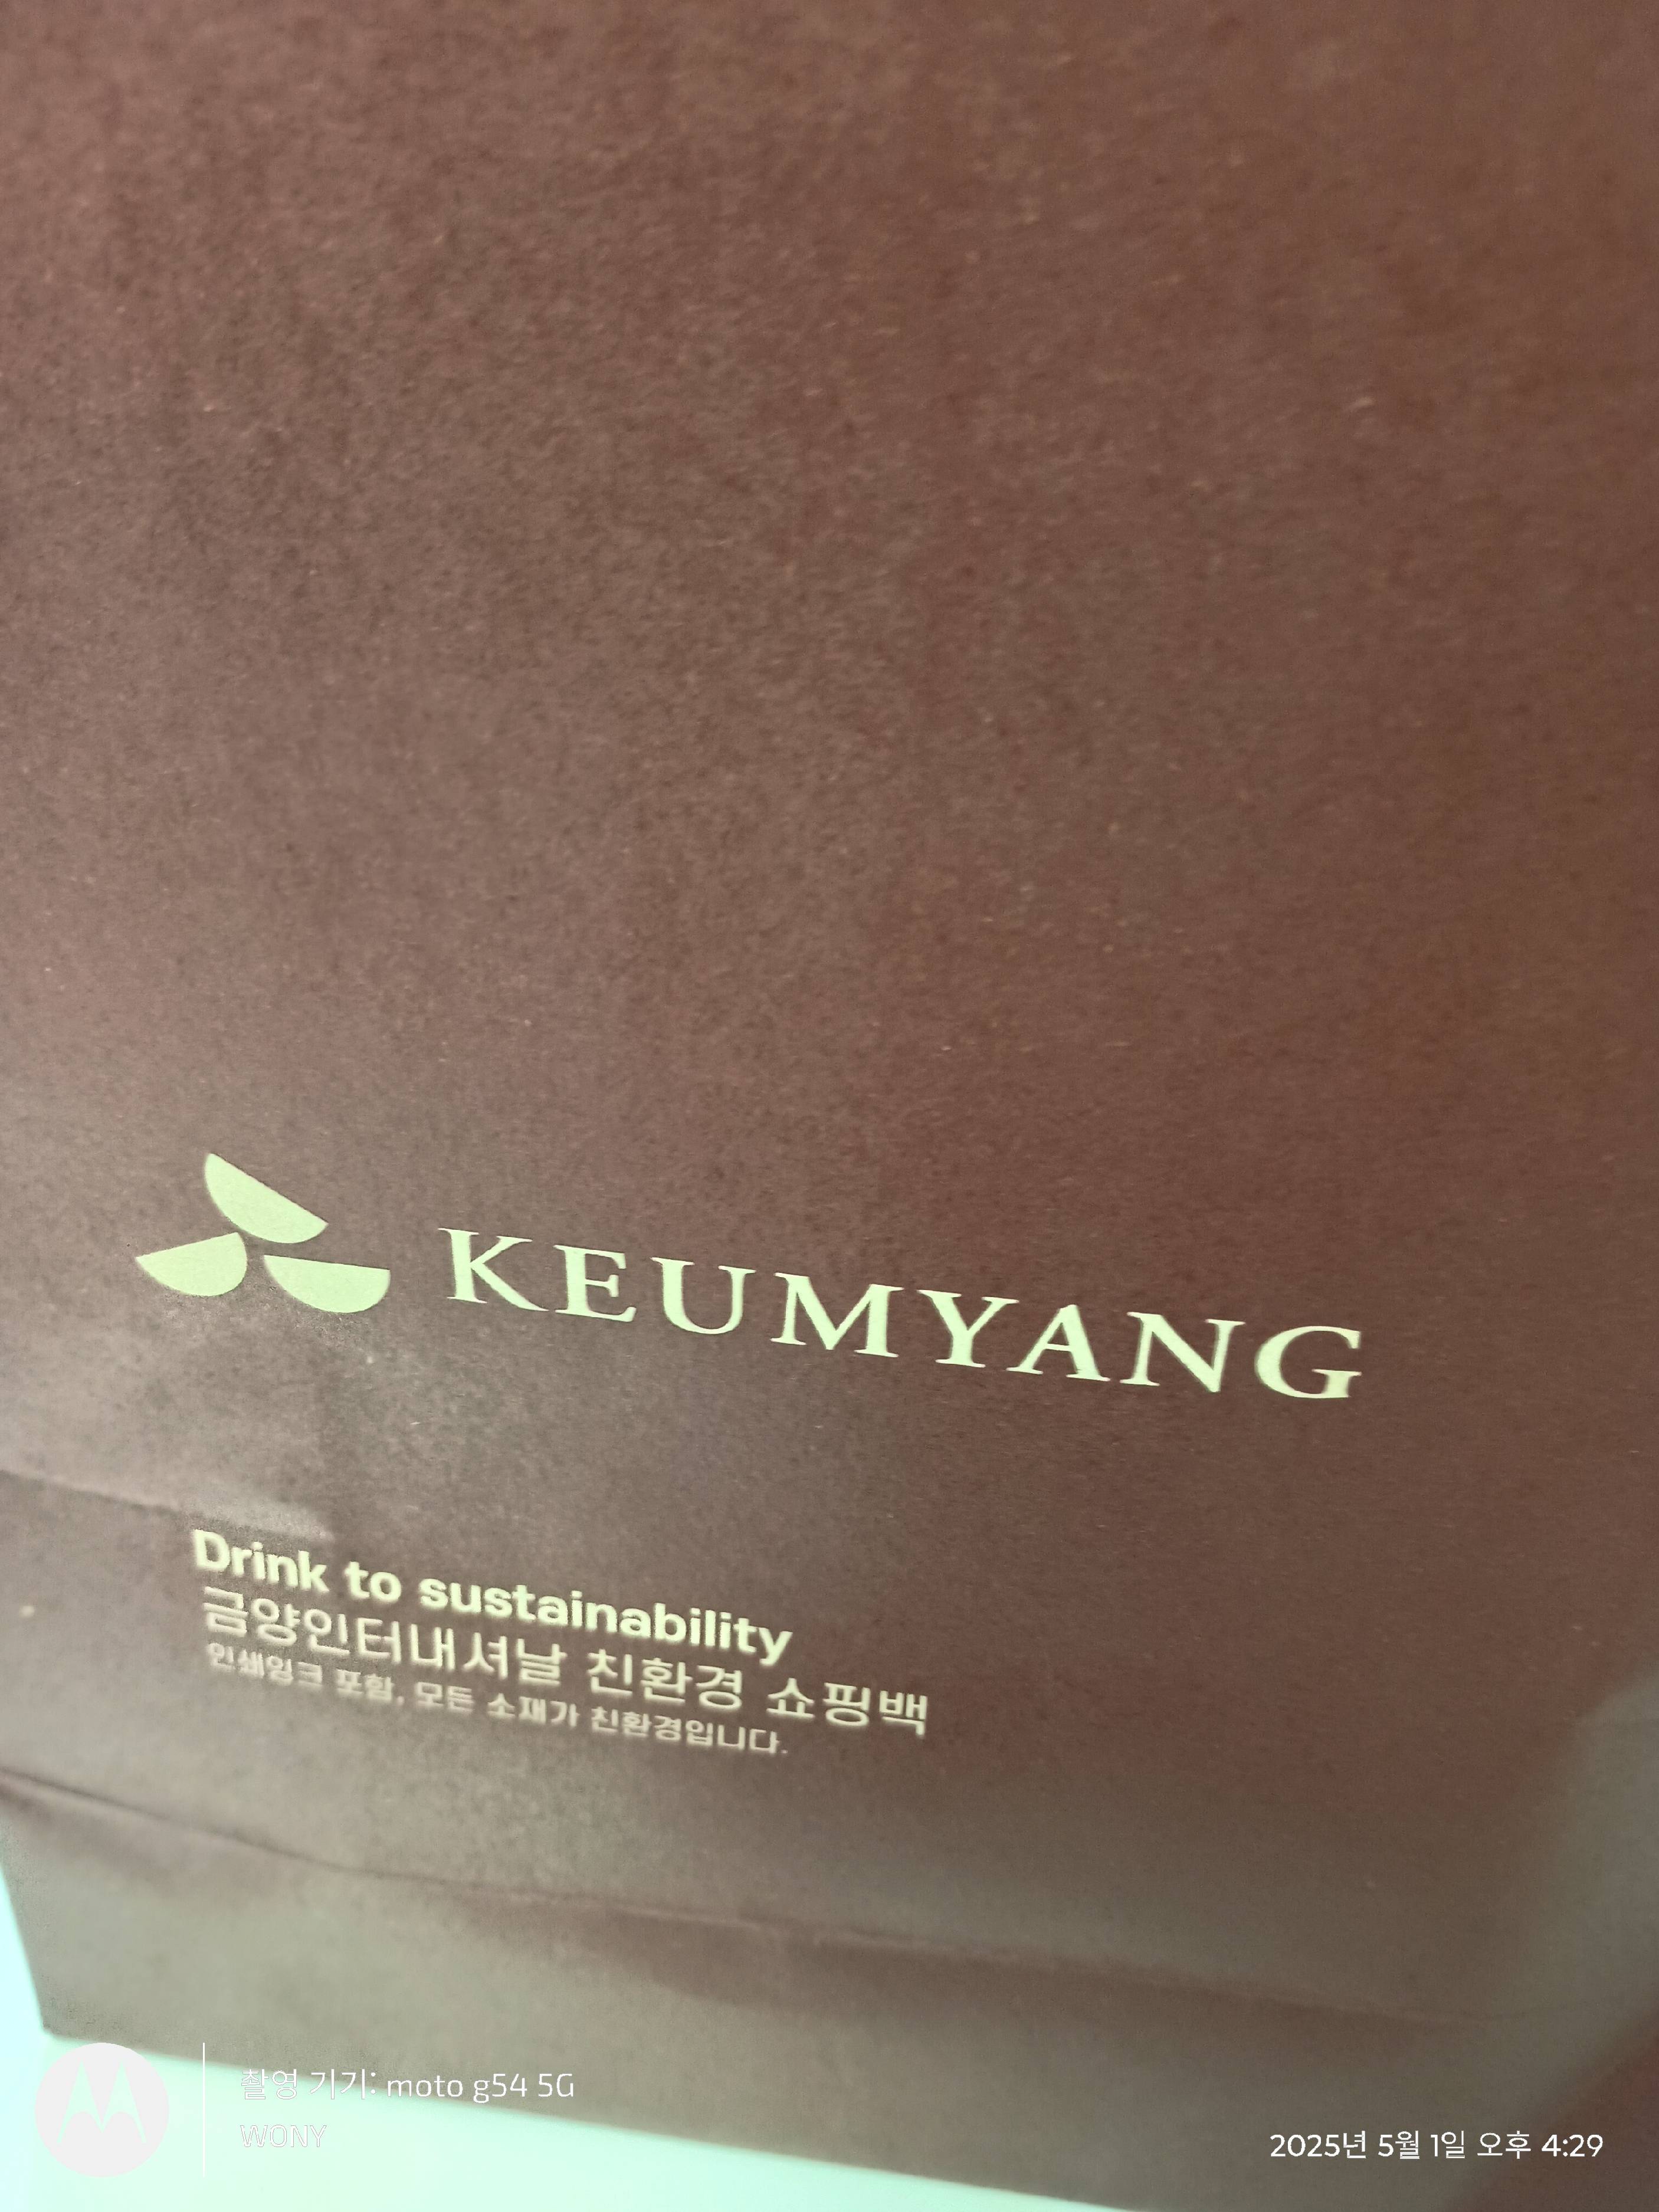 KEUMYANG
Drink to sustainability
금양인터내셔날 친환경 쇼핑백
인쇄잉크 포함, 모든 소재가 친환경입니다.
촬영 기기: moto g54 5G
WONY
2025년 5월 1일 오후 4:29